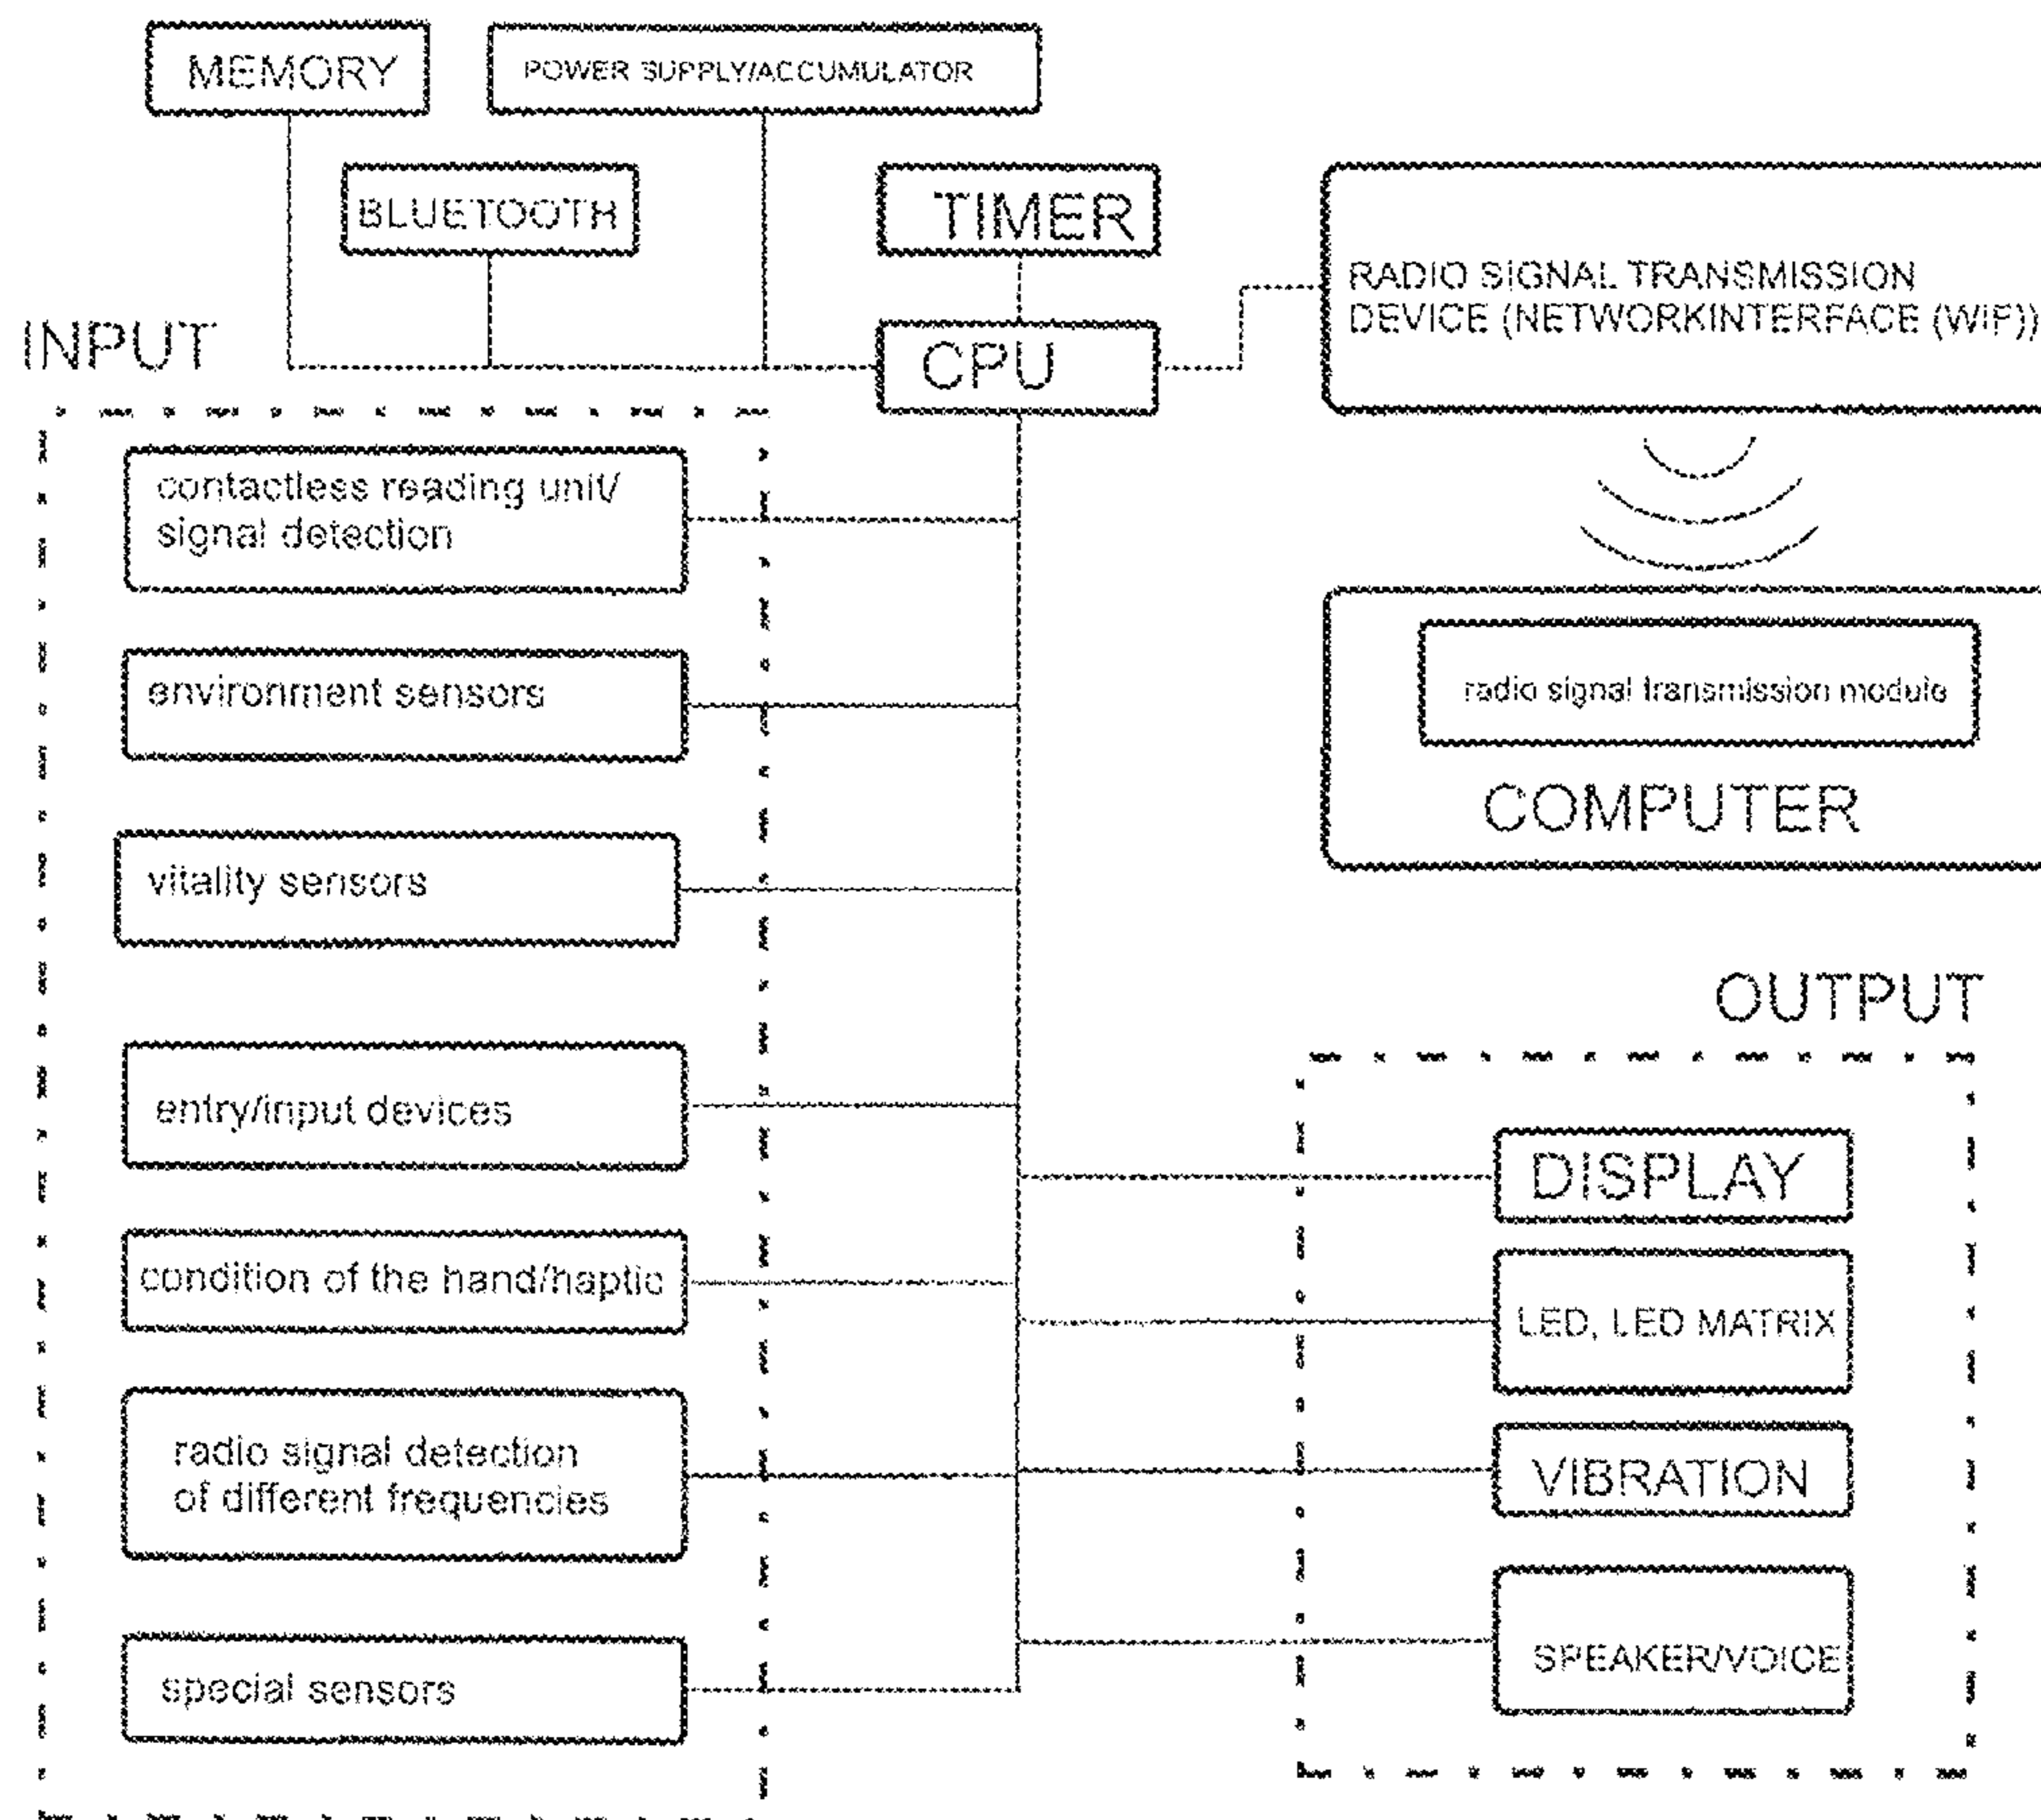 MEMORY
POWER SUPPLY/ACCUMULATOR
BLUETOOTH
TIMER
RADIO SIGNAL TRANSMISSION
DEVICE (NETWORKINTERFACE (WIF))
INPUT
CPU
contactless reading unit/
signal detection
environment sensors
radio signal transmission module
COMPUTER
vitality sensors
OUTPUT
entry/input devices
DISPLAY
condition of the hand/haptic
LED, LED MATRIX
radio signal detection
of different frequencies
VIBRATION
SPEAKER/VOICE
special sensors